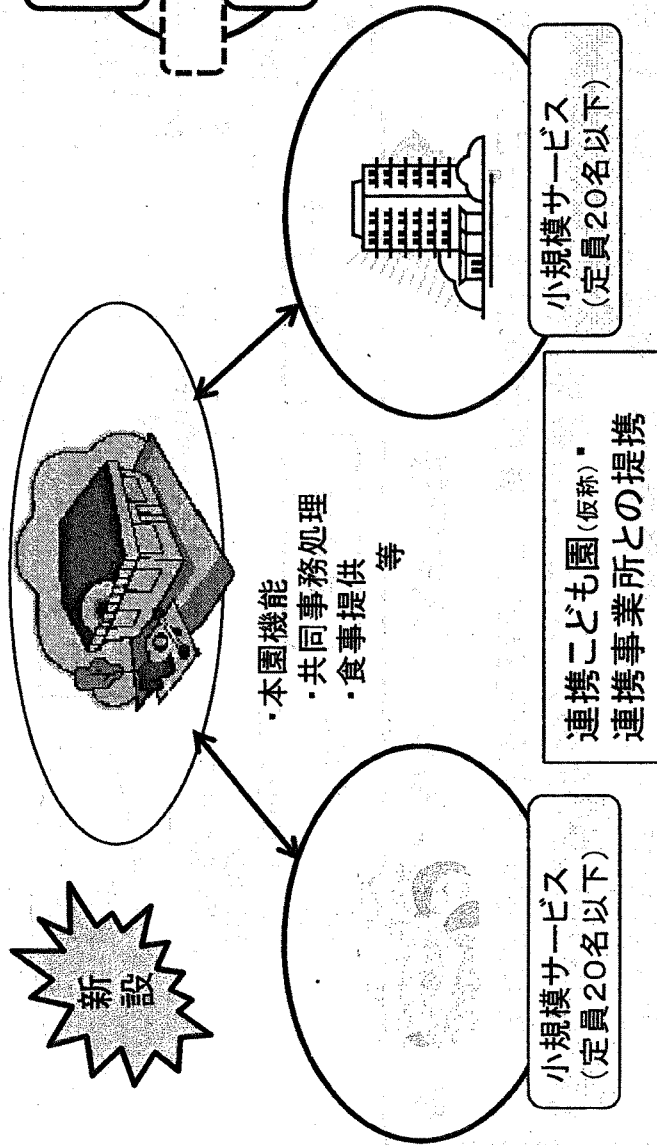 新設
・本園機能
・共同事務処理
・食事提供
等
小規模サービス
（定員20名以下）
小規模サービス
（定員20名以下）
連携こども園(仮称)・
連携事業所との提携